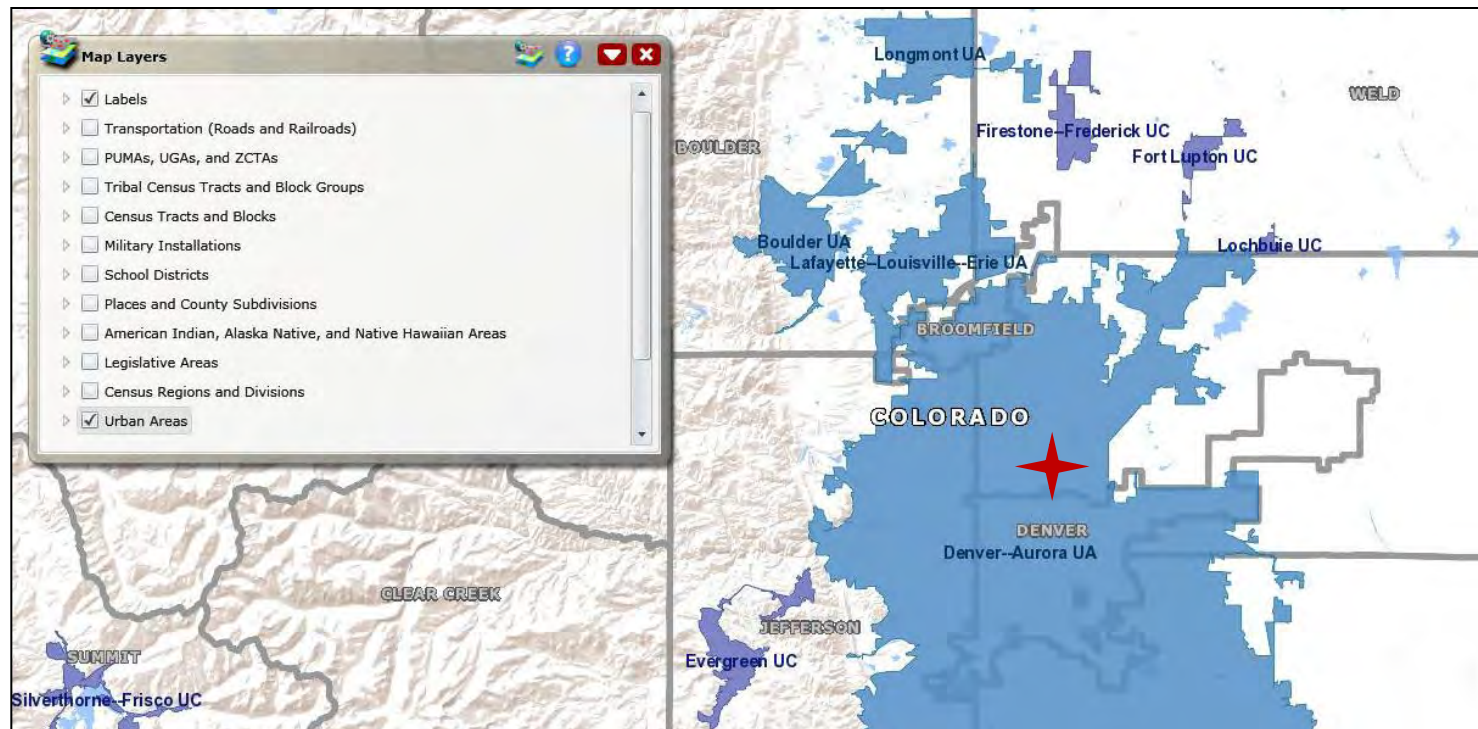 Map Layers
Labels
Transportation (Roads and Railroads)
PUMAs, UGAs, and ZCTAs
Tribal Census Tracts and Block Groups
Census Tracts and Blocks
Military Installations
School Districts
Places and County Subdivisions
American Indian, Alaska Native, and Native Hawaiian Areas
Legislative Areas
Census Regions and Divisions
Urban Areas
Longmont UA
WELD
Firestone--Frederick UC
BOULDER
Fort Lupton UC
Boulder UA
Lochbuie UC
Lafayette--Louisville--Erie UA
BROOMFIELD
COLORADO
DENVER
Denver--Aurora UA
CLEAR CREEK
JEFFERSON
SUMMIT
Evergreen UC
Silverthorne--Frisco UC